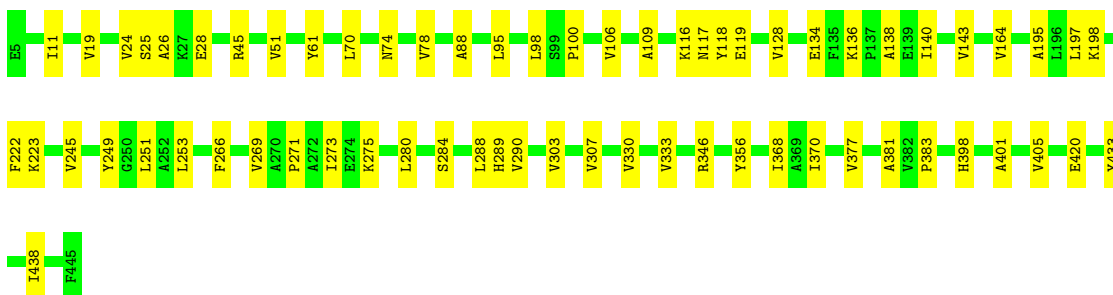 E5 I11 V19 V24 S25 A26 K27 E28 R45 V51 Y61 L70 N74 V78 A88 L95 L98 S99 P100 V106 A109 K116 N117 Y118 E119 V128 E134 F135 K136 P137 A138 E139 I140 V143 V164 A195 L196 L197 K198
F222 K223 V245 Y249 G250 L251 A252 L253 F266 V269 A270 P271 A272 I273 E274 K275 L280 S284 L288 H289 V290 V303 V307 V330 V333 R346 Y356 I368 A369 I370 V377 A381 V382 P383 H398 A401 V405 E420 Y433
I438 F445